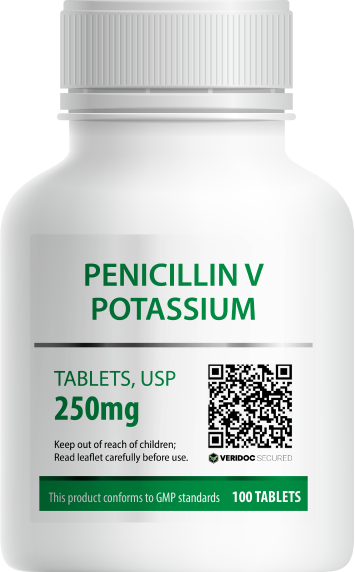 PENICILLIN V
POTASSIUM
TABLETS, USP
250mg
Keep out of reach of children;
Read leaflet carefully before use.
VERIDOC SECURED
This product conforms to GMP standards 100 TABLETS